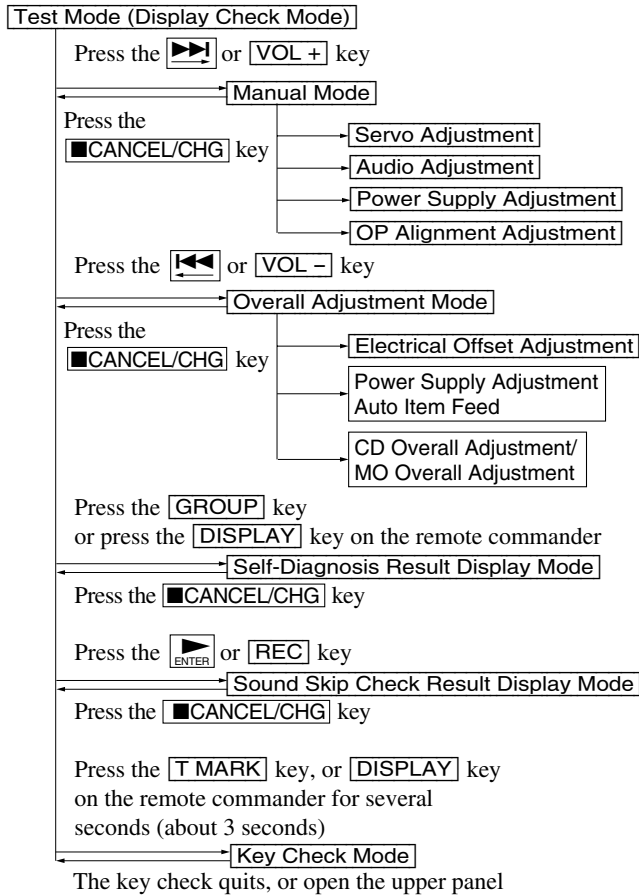 Test Mode (Display Check Mode)
Press the or VOL + key
Manual Mode
Press the
■CANCEL/CHG key
Servo Adjustment
Audio Adjustment
Power Supply Adjustment
OP Alignment Adjustment
Press the or VOL – key
Overall Adjustment Mode
Press the
■CANCEL/CHG key
Electrical Offset Adjustment
Power Supply Adjustment
Auto Item Feed
CD Overall Adjustment/
MO Overall Adjustment
Press the GROUP key
or press the DISPLAY key on the remote commander
Self-Diagnosis Result Display Mode
Press the ■CANCEL/CHG key
Press the ENTER or REC key
Sound Skip Check Result Display Mode
Press the ■CANCEL/CHG key
Press the T MARK key, or DISPLAY key
on the remote commander for several
seconds (about 3 seconds)
Key Check Mode
The key check quits, or open the upper panel